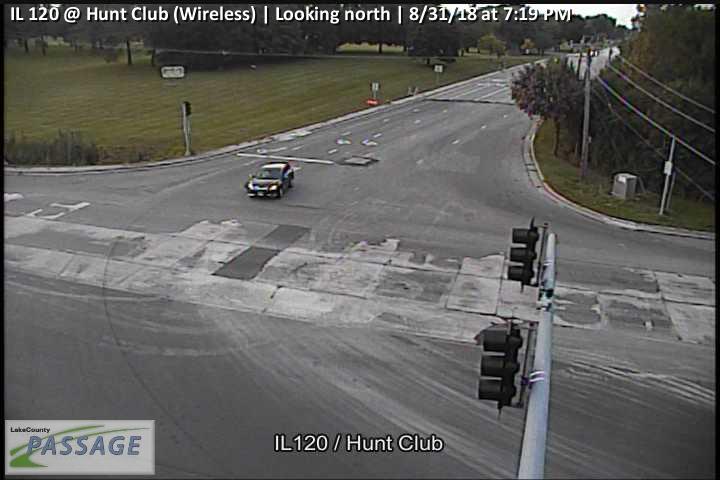 IL 120 @ Hunt Club (Wireless) | Looking north | 8/31/18 at 7:19 PM
LakeCounty
PASSAGE
IL120 / Hunt Club